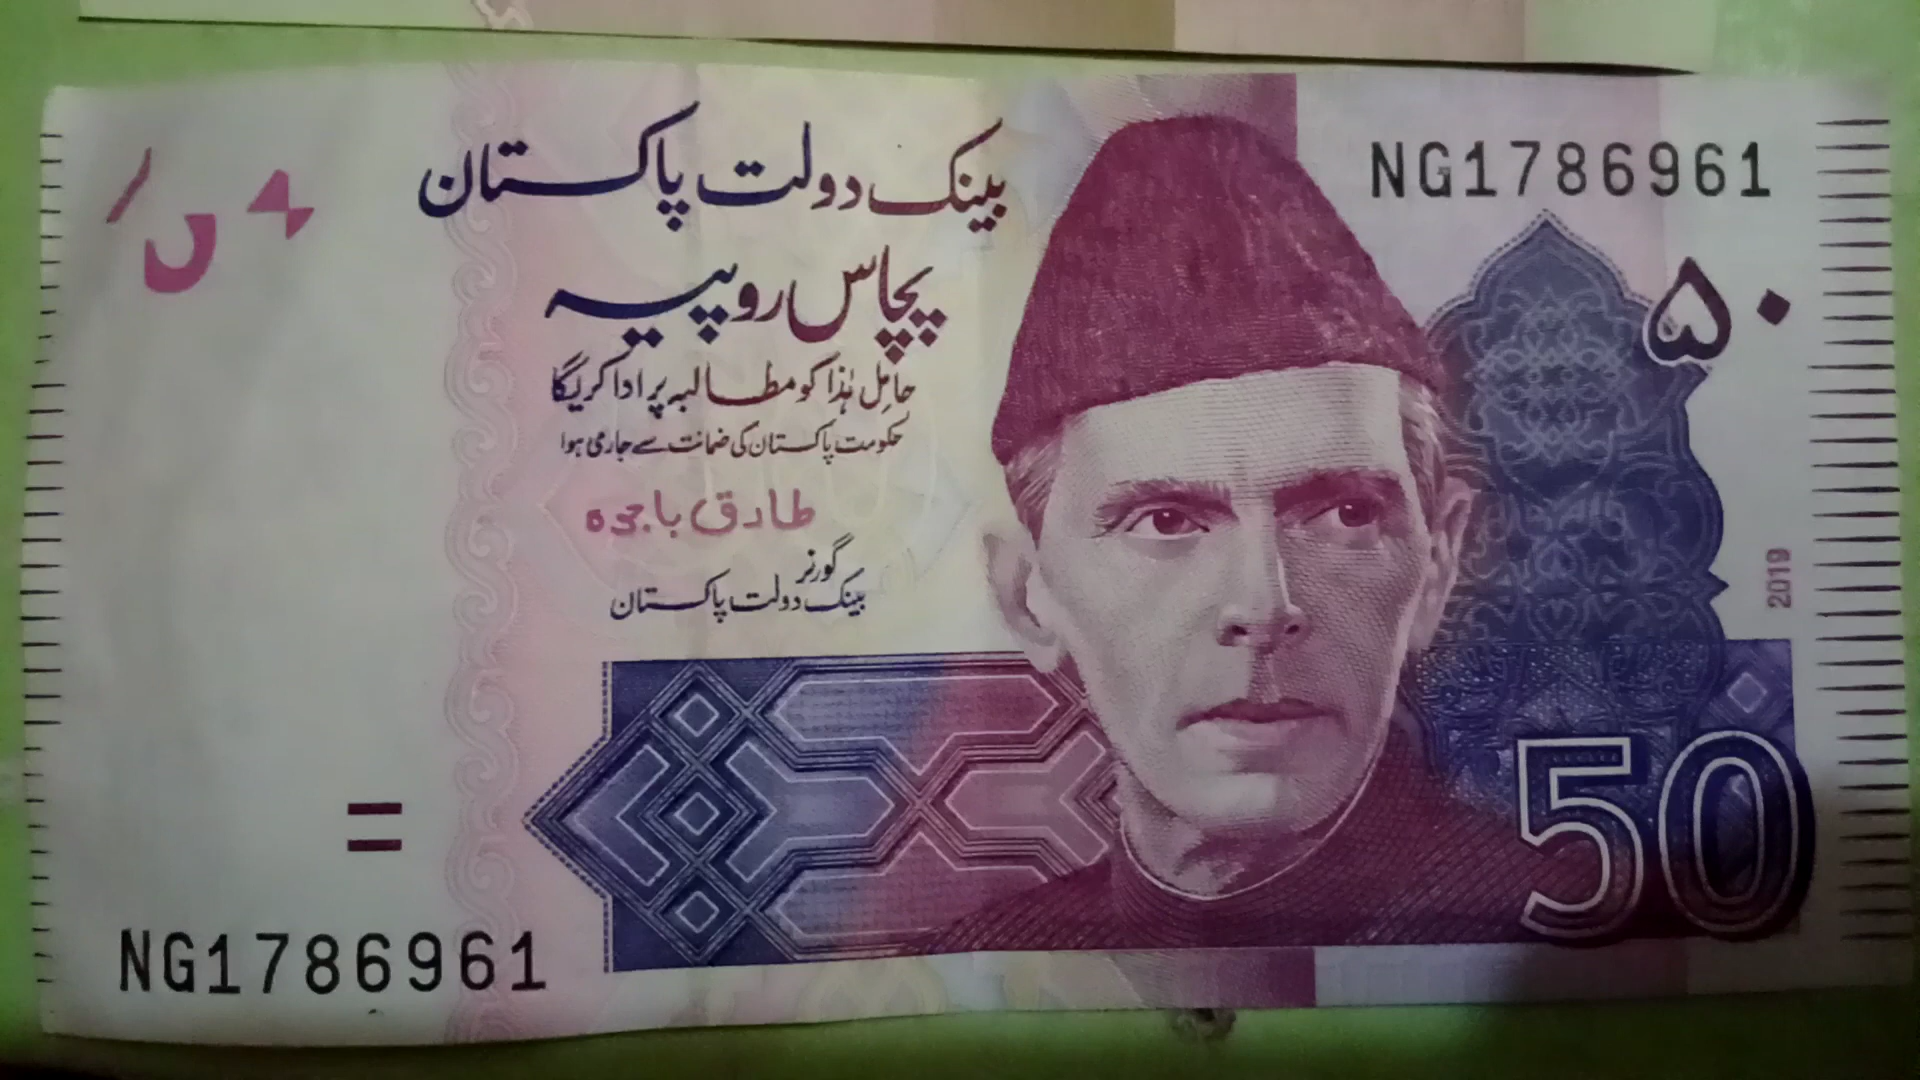 بینک دولت پاکستان
NG1786961
پچاس روپیہ
۵۰
حامِل ہٰذا کو مطالبہ پر ادا کریگا
حکومت پاکستان کی ضمانت سے جاری ہوا
طارق باجوہ
گورنر
بینک دولت پاکستان
2019
50
NG1786961